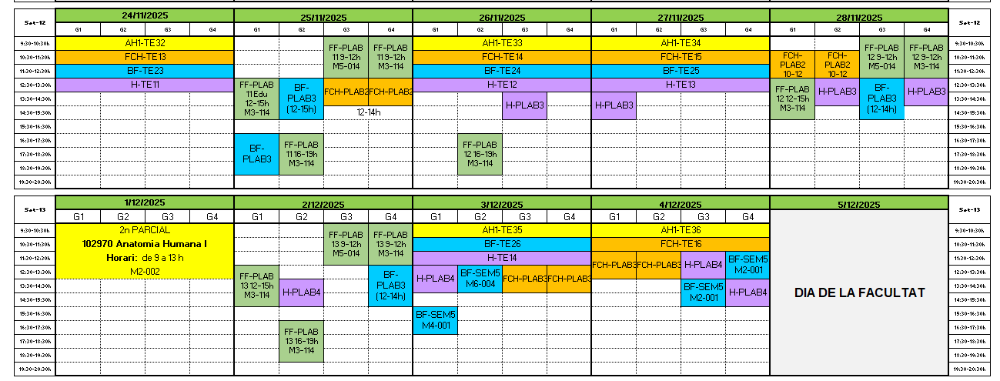 24/11/2025 25/11/2025 26/11/2025 27/11/2025 28/11/2025
Set-12 Set-12
G1 G2 G3 G4 G1 G2 G3 G4 G1 G2 G3 G4 G1 G2 G3 G4 G1 G2 G3 G4
9:30-10:30h AH1-TE32 FF-PLAB 11 9-12h M5-014 FF-PLAB 11 9-12h M3-114 AH1-TE33 AH1-TE34 FF-PLAB 12 9-12h M5-014 FF-PLAB 12 9-12h M3-114 9:30-10:30h
10:30-11:30h FCH-TE13 FCH-TE14 FCH-TE15 FCH-PLAB2 10-12 FCH-PLAB2 10-12 10:30-11:30h
11:30-12:30h BF-TE23 BF-TE24 BF-TE25 11:30-12:30h
12:30-13:30h H-TE11 FF-PLAB 11 Edu 12-15h M3-114 BF-PLAB3 (12-15h) FCH-PLAB2 FCH-PLAB2 H-TE12 H-TE13 FF-PLAB 12 12-15h M3-114 H-PLAB3 BF-PLAB3 (12-14h) H-PLAB3 12:30-13:30h
13:30-14:30h H-PLAB3 H-PLAB3 13:30-14:30h
14:30-15:30h 12-14h 14:30-15:30h
15:30-16:30h 15:30-16:30h
16:30-17:30h BF-PLAB3 FF-PLAB 11 16-19h M3-114 FF-PLAB 12 16-19h M3-114 16:30-17:30h
17:30-18:30h 17:30-18:30h
18:30-19:30h 18:30-19:30h
19:30-20:30h 19:30-20:30h
1/12/2025 2/12/2025 3/12/2025 4/12/2025 5/12/2025
Set-13 Set-13
G1 G2 G3 G4 G1 G2 G3 G4 G1 G2 G3 G4 G1 G2 G3 G4
9:30-10:30h 2n PARCIAL FF-PLAB 13 9-12h M5-014 FF-PLAB 13 9-12h M3-114 AH1-TE35 AH1-TE36 9:30-10:30h
10:30-11:30h 102970 Anatomia Humana I BF-TE26 FCH-TE16 10:30-11:30h
11:30-12:30h Horari: de 9 a 13 h H-TE14 FCH-PLAB3 FCH-PLAB3 H-PLAB4 BF-SEM5 M2-001 11:30-12:30h
12:30-13:30h M2-002 FF-PLAB 13 12-15h M3-114 BF-PLAB3 (12-14h) H-PLAB4 BF-SEM5 M6-004 FCH-PLAB3 FCH-PLAB3 12:30-13:30h
13:30-14:30h H-PLAB4 BF-SEM5 M2-001 H-PLAB4 13:30-14:30h
14:30-15:30h DIA DE LA FACULTAT 14:30-15:30h
15:30-16:30h BF-SEM5 M4-001 15:30-16:30h
16:30-17:30h FF-PLAB 13 16-19h M3-114 16:30-17:30h
17:30-18:30h 17:30-18:30h
18:30-19:30h 18:30-19:30h
19:30-20:30h 19:30-20:30h